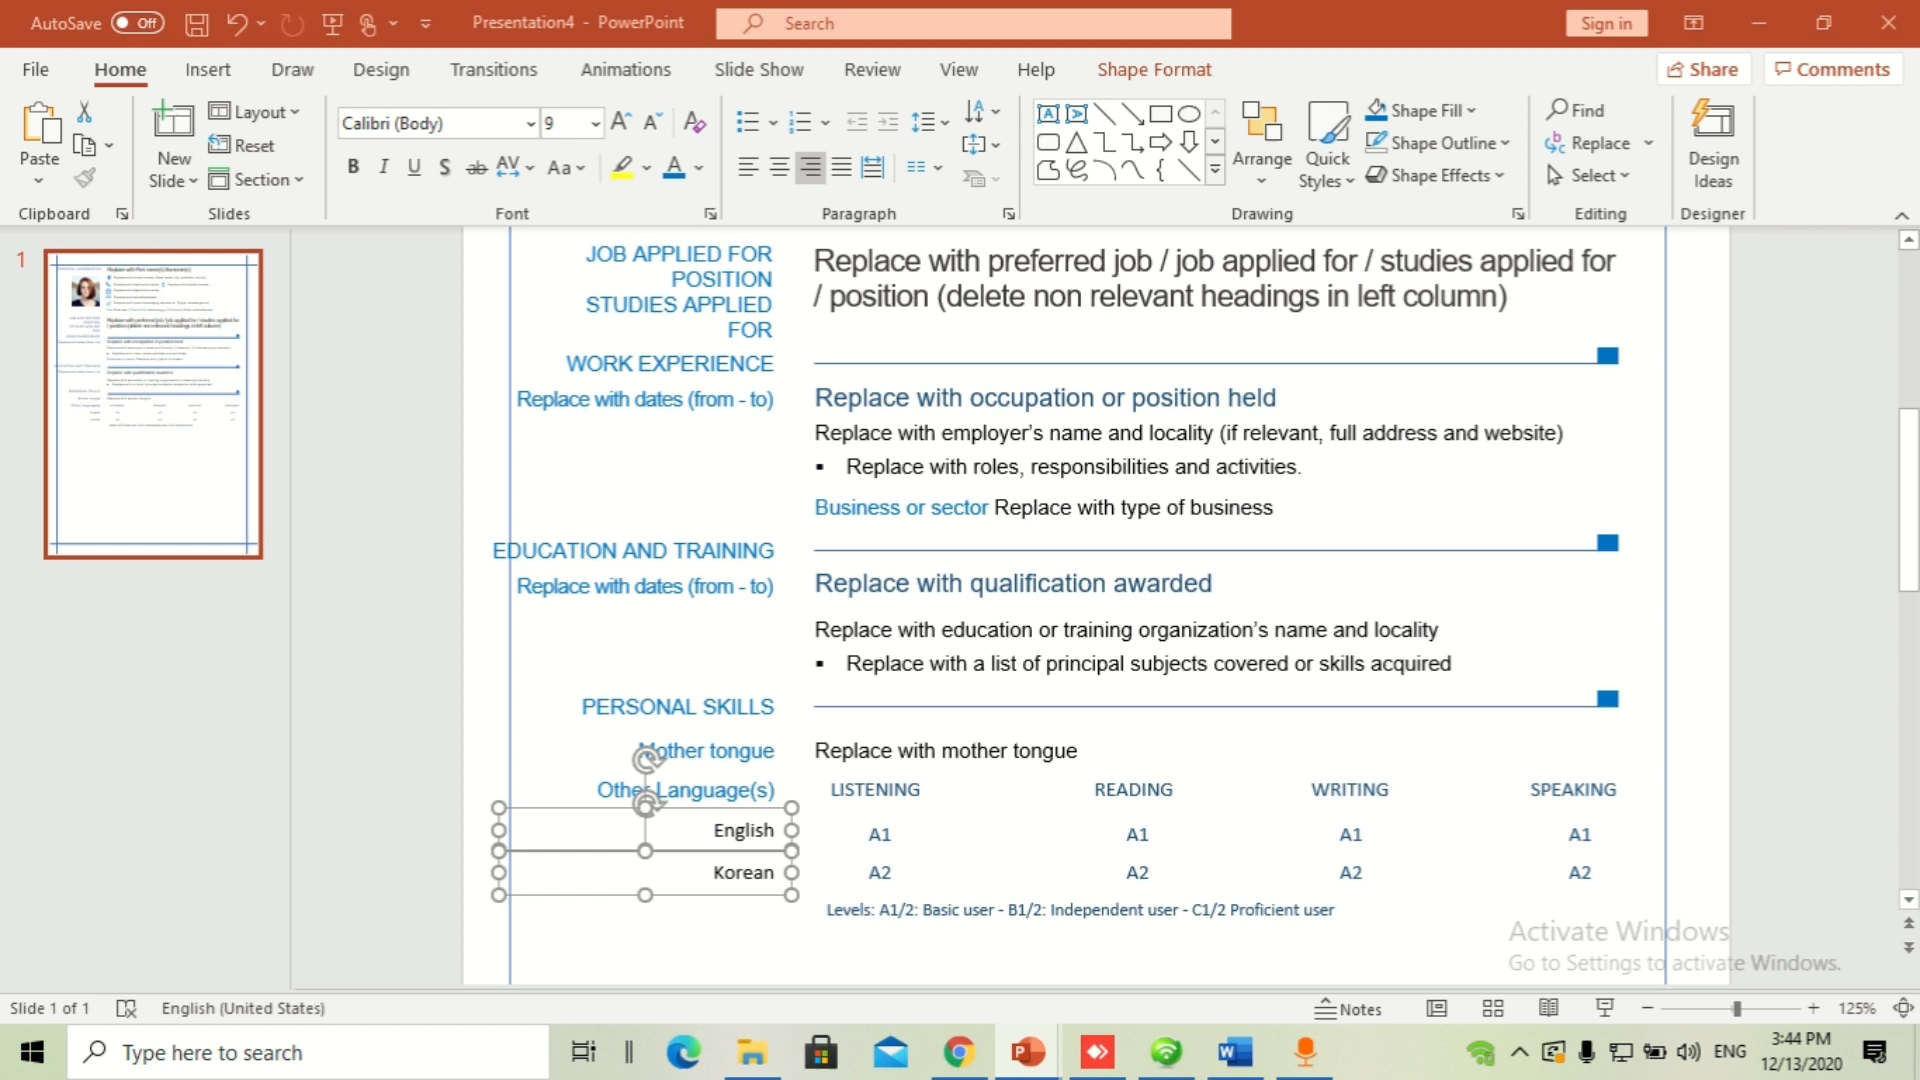 AutoSave Off Presentation4 - PowerPoint Search Sign in
File Home Insert Draw Design Transitions Animations Slide Show Review View Help Shape Format Share Comments
Paste New Slide Layout Reset Section
Calibri (Body) 9
Arrange Quick Styles Shape Fill Shape Outline Shape Effects
Find Replace Select Design Ideas
Clipboard Slides Font Paragraph Drawing Editing Designer
1
JOB APPLIED FOR
POSITION
STUDIES APPLIED
FOR
Replace with preferred job / job applied for / studies applied for
/ position (delete non relevant headings in left column)
WORK EXPERIENCE
Replace with dates (from - to) Replace with occupation or position held
Replace with employer’s name and locality (if relevant, full address and website)
▪ Replace with roles, responsibilities and activities.
Business or sector Replace with type of business
EDUCATION AND TRAINING
Replace with dates (from - to) Replace with qualification awarded
Replace with education or training organization’s name and locality
▪ Replace with a list of principal subjects covered or skills acquired
PERSONAL SKILLS
Mother tongue Replace with mother tongue
Other Language(s) LISTENING READING WRITING SPEAKING
English A1 A1 A1 A1
Korean A2 A2 A2 A2
Levels: A1/2: Basic user - B1/2: Independent user - C1/2 Proficient user
Activate Windows
Go to Settings to activate Windows.
Slide 1 of 1 English (United States) Notes 125%
Type here to search ENG 3:44 PM
12/13/2020